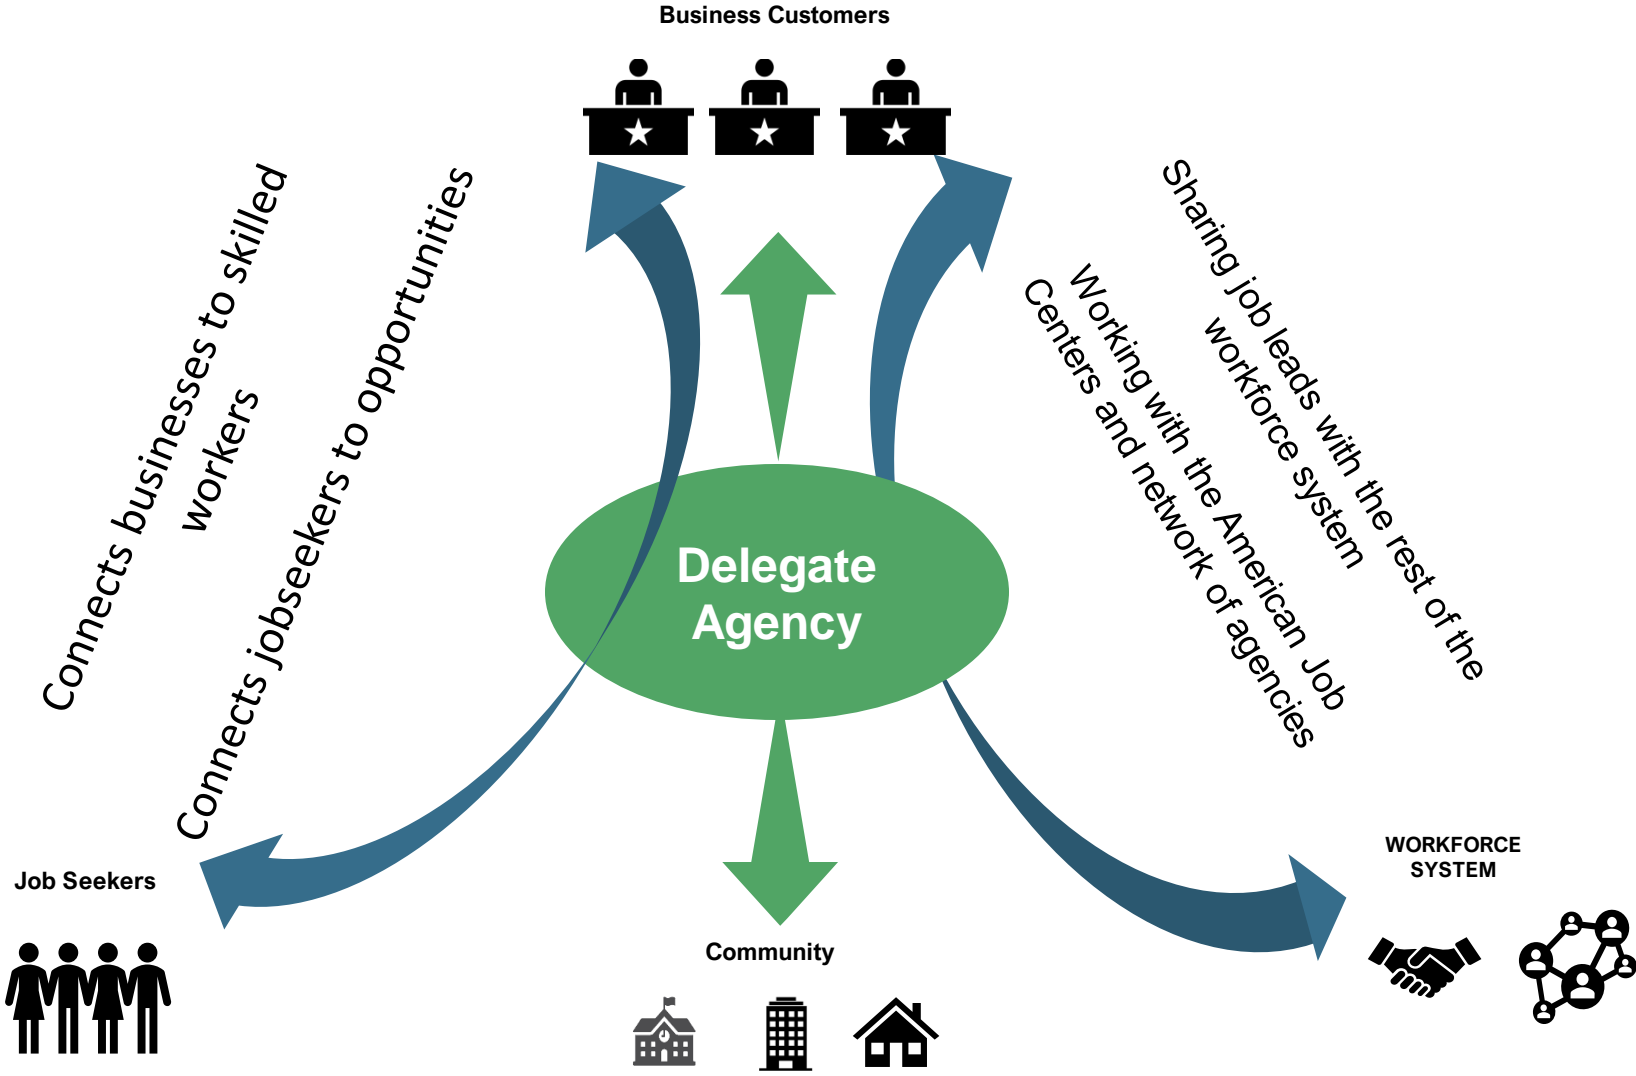 Business Customers
Connects businesses to skilled
workers
Connects jobseekers to opportunities
Sharing job leads with the rest of the
workforce system
Working with the American Job
Centers and network of agencies
Delegate
Agency
Job Seekers
WORKFORCE
SYSTEM
Community